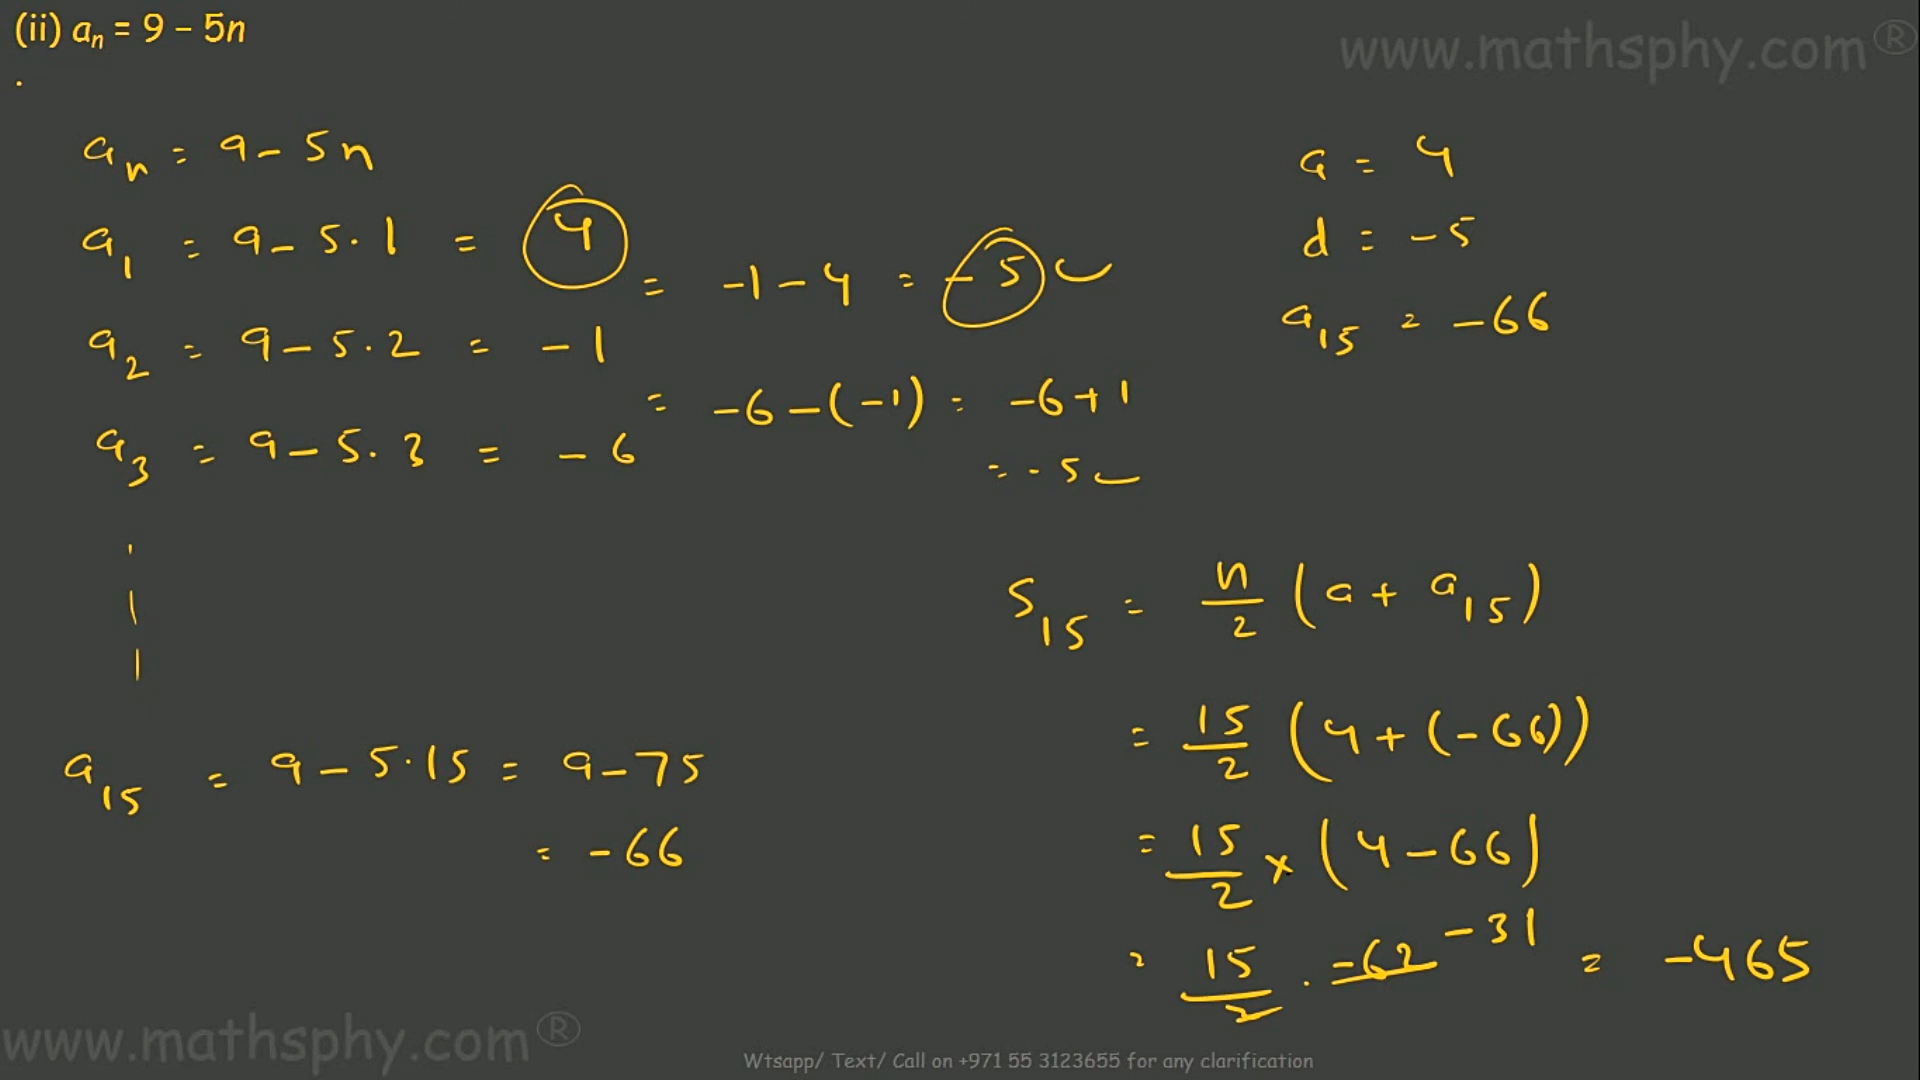 (ii) aₙ = 9 – 5n
www.mathsphy.com®
aₙ = 9 - 5n
a₁ = 9 - 5.1 = 4
= -1 - 4 = -5
a₂ = 9 - 5.2 = -1
= -6 - (-1) = -6 + 1
= -5
a₃ = 9 - 5.3 = -6
a₁₅ = 9 - 5.15 = 9 - 75
= -66
a = 4
d = -5
a₁₅ = -66
S₁₅ = n/2 (a + a₁₅)
= 15/2 (4 + (-66))
= 15/2 × (4 - 66)
= 15/2 . -62 -31 = -465
www.mathsphy.com®
Wtsapp/ Text/ Call on +971 55 3123655 for any clarification